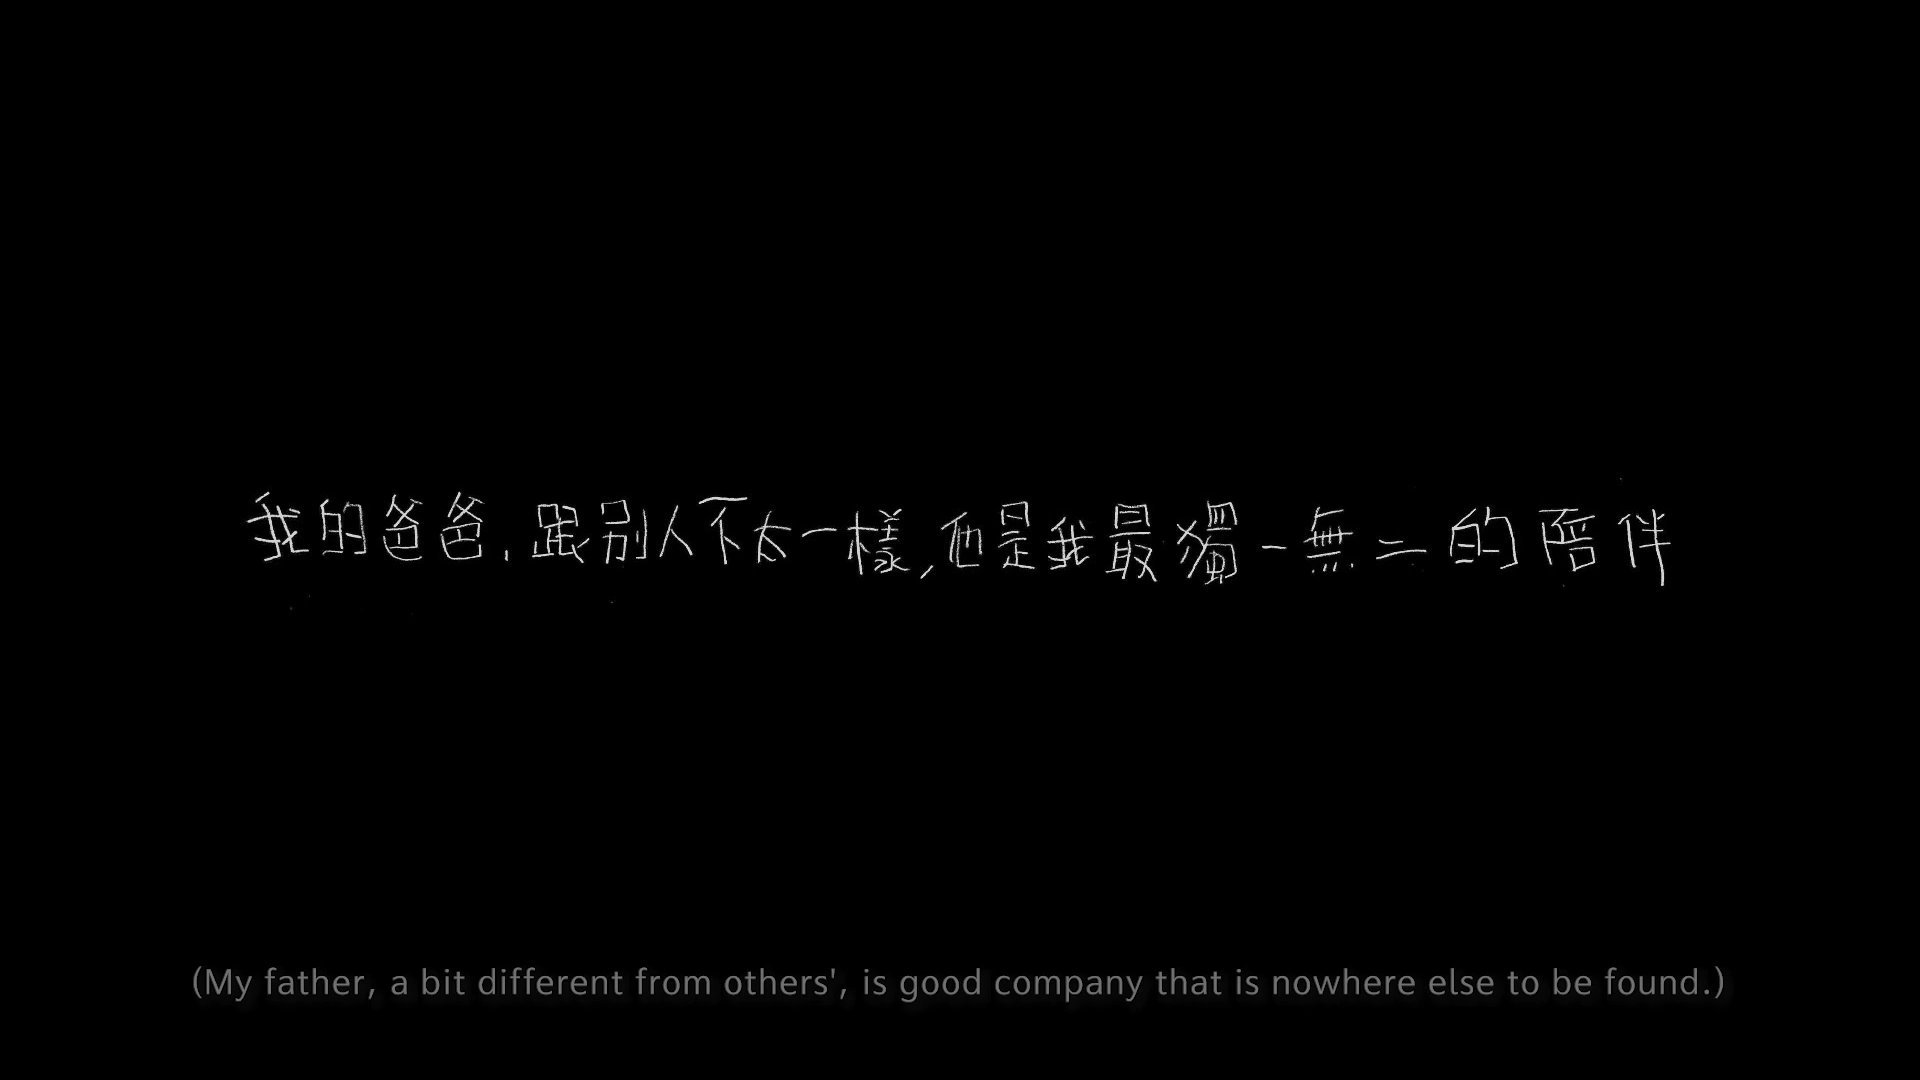 我的爸爸,跟別人不太一樣,他是我最獨一無二的陪伴
(My father, a bit different from others', is good company that is nowhere else to be found.)